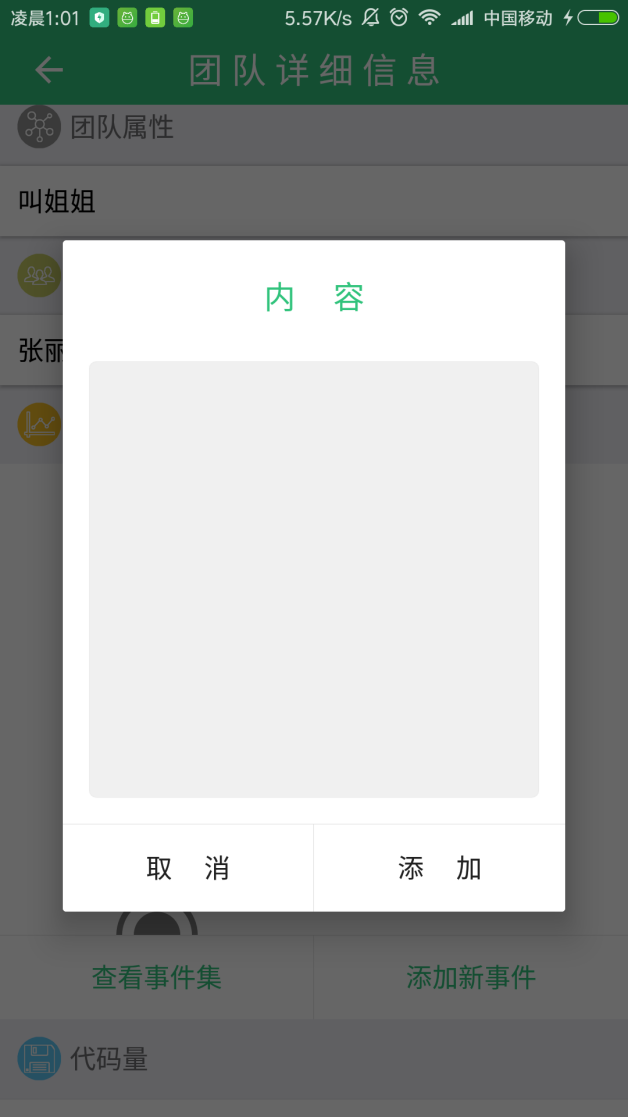 凌晨1:01 5.57K/s 中国移动
团队详细信息
团队属性
叫姐姐
内 容
张丽
取 消 添 加
查看事件集 添加新事件
代码量